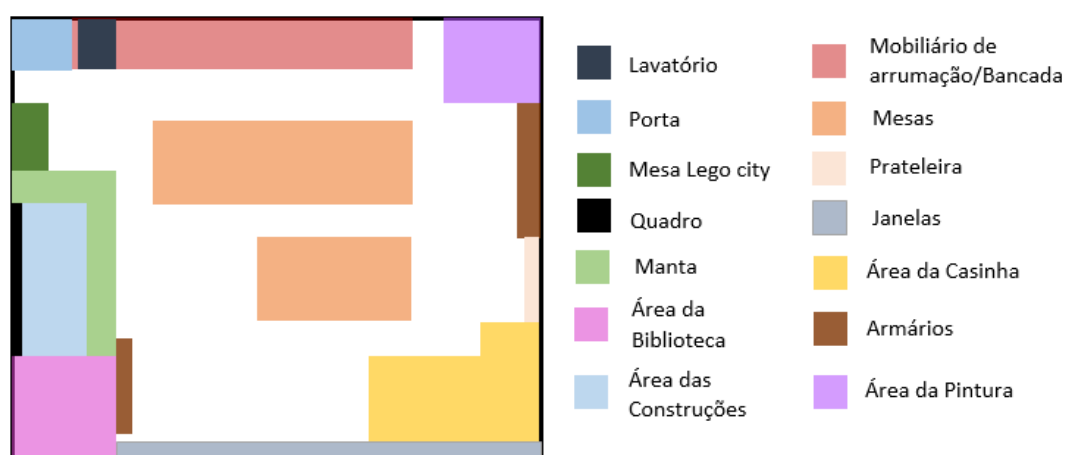 Lavatório
Mobiliário de
arrumação/Bancada
Porta
Mesas
Mesa Lego city
Prateleira
Quadro
Janelas
Manta
Área da Casinha
Área da
Biblioteca
Armários
Área das
Construções
Área da Pintura